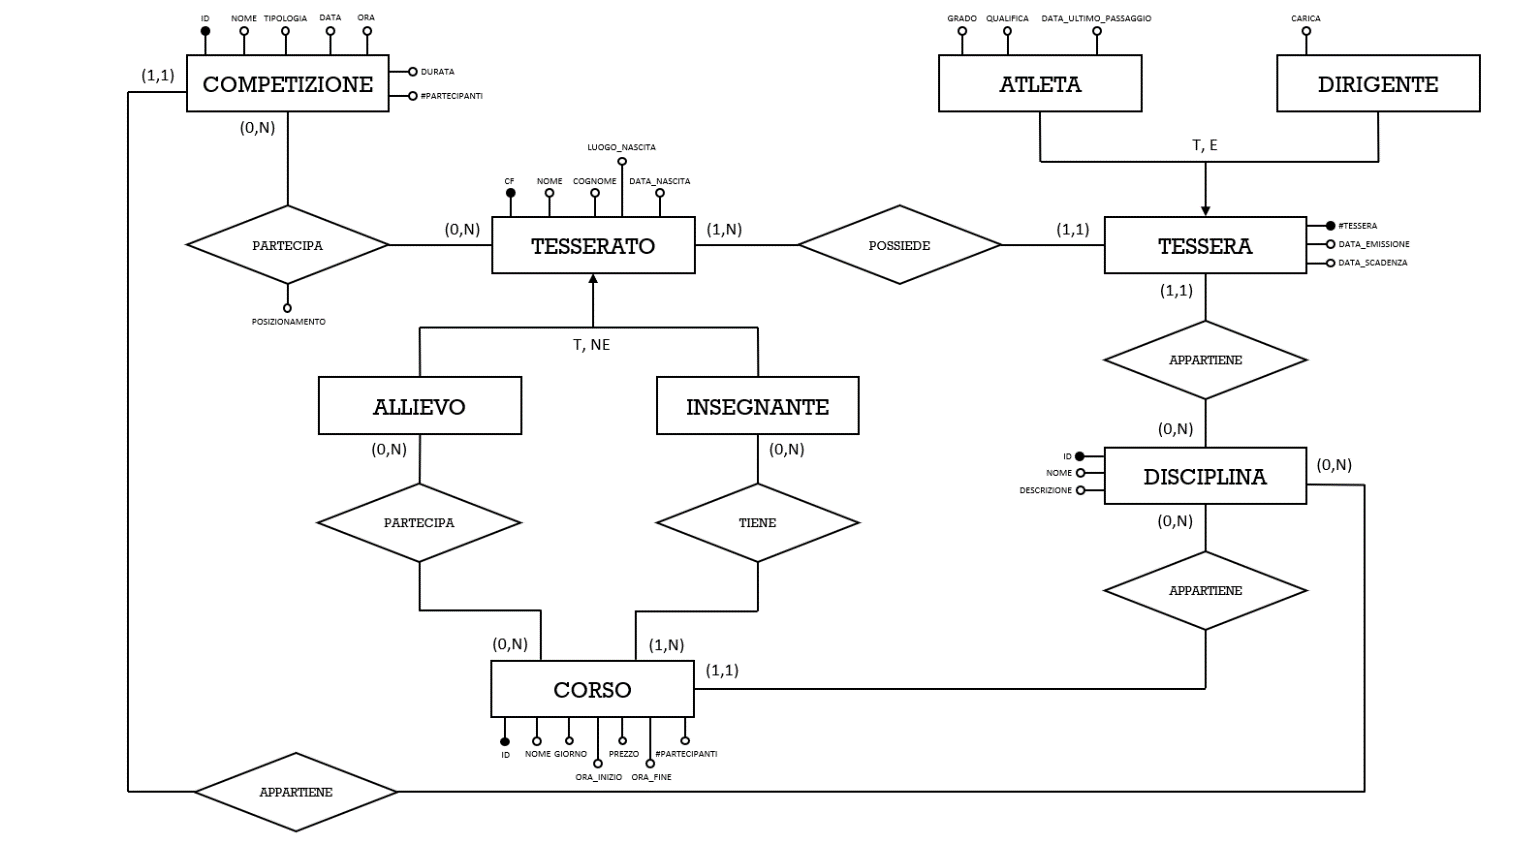 ID NOME TIPOLOGIA DATA ORA
GRADO QUALIFICA DATA_ULTIMO_PASSAGGIO
CARICA
(1,1)
COMPETIZIONE
DURATA
#PARTECIPANTI
ATLETA
DIRIGENTE
(0,N)
T, E
LUOGO_NASCITA
CF NOME COGNOME DATA_NASCITA
PARTECIPA
POSIZIONAMENTO
(0,N)
TESSERATO
(1,N)
POSSIEDE
(1,1)
TESSERA
#TESSERA
DATA_EMISSIONE
DATA_SCADENZA
(1,1)
T, NE
APPARTIENE
ALLIEVO
INSEGNANTE
(0,N)
(0,N)
(0,N)
ID
NOME
DESCRIZIONE
DISCIPLINA
(0,N)
PARTECIPA
TIENE
(0,N)
APPARTIENE
(0,N)
(1,N)
CORSO
(1,1)
ID NOME GIORNO PREZZO #PARTECIPANTI
ORA_INIZIO ORA_FINE
APPARTIENE